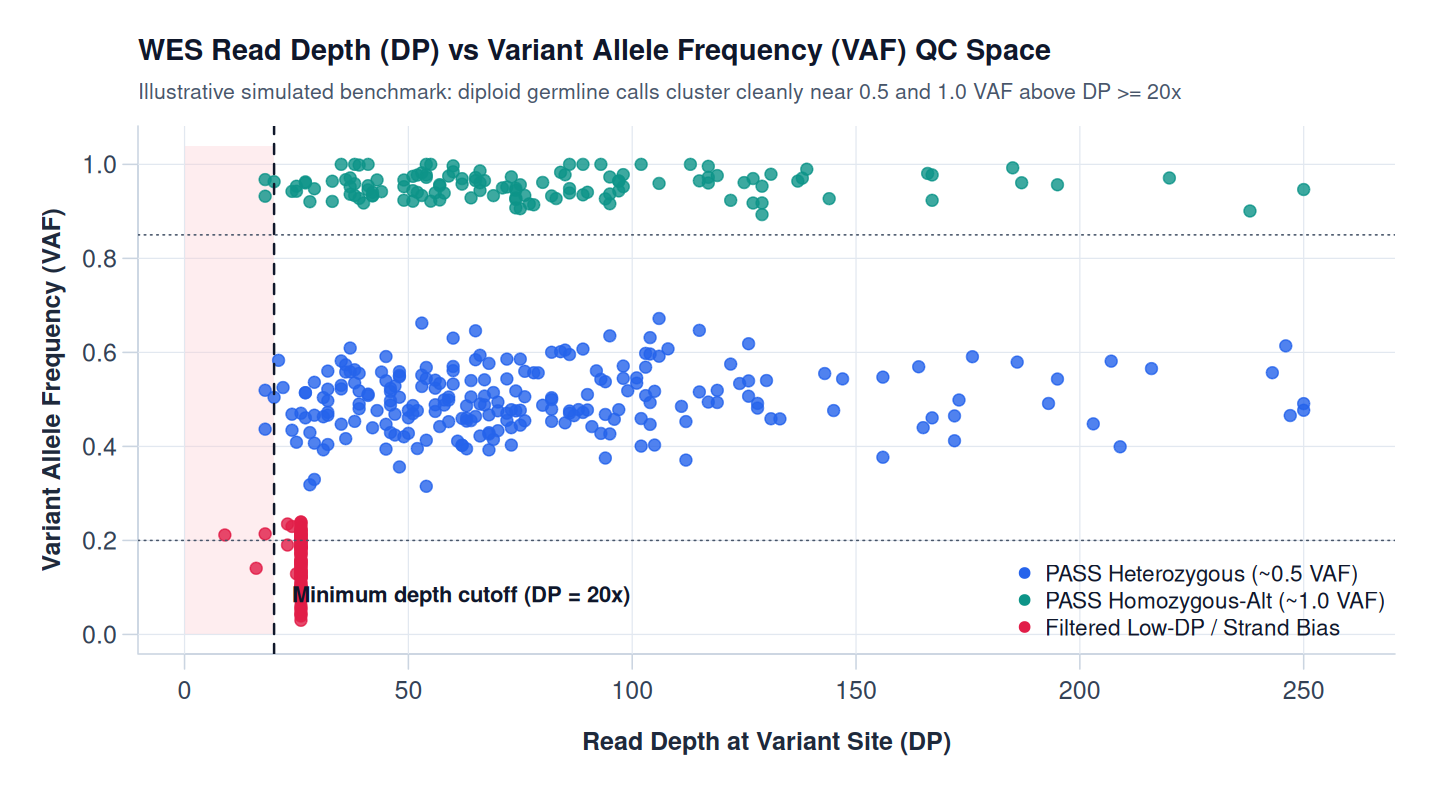 WES Read Depth (DP) vs Variant Allele Frequency (VAF) QC Space
Illustrative simulated benchmark: diploid germline calls cluster cleanly near 0.5 and 1.0 VAF above DP >= 20x
Variant Allele Frequency (VAF)
1.0
0.8
0.6
0.4
0.2
0.0
Minimum depth cutoff (DP = 20x)
PASS Heterozygous (~0.5 VAF)
PASS Homozygous-Alt (~1.0 VAF)
Filtered Low-DP / Strand Bias
0 50 100 150 200 250
Read Depth at Variant Site (DP)